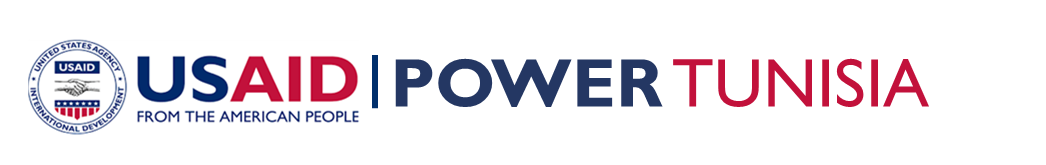 UNITED STATES AGENCY
USAID
INTERNATIONAL DEVELOPMENT
USAID
FROM THE AMERICAN PEOPLE
POWER TUNISIA